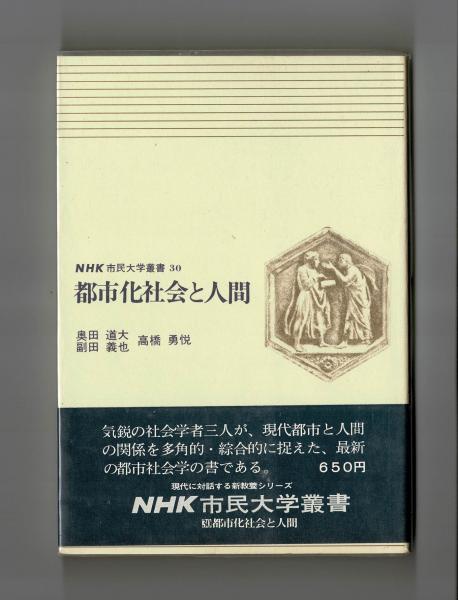 NHK市民大学叢書 30
都市化社会と人間
奥田 道大
副田 義也
高橋 勇悦
気鋭の社会学者三人が、現代都市と人間
の関係を多角的・綜合的に捉えた、最新
の都市社会学の書である。 650円
現代に対話する新教養シリーズ
NHK市民大学叢書
都市化社会と人間